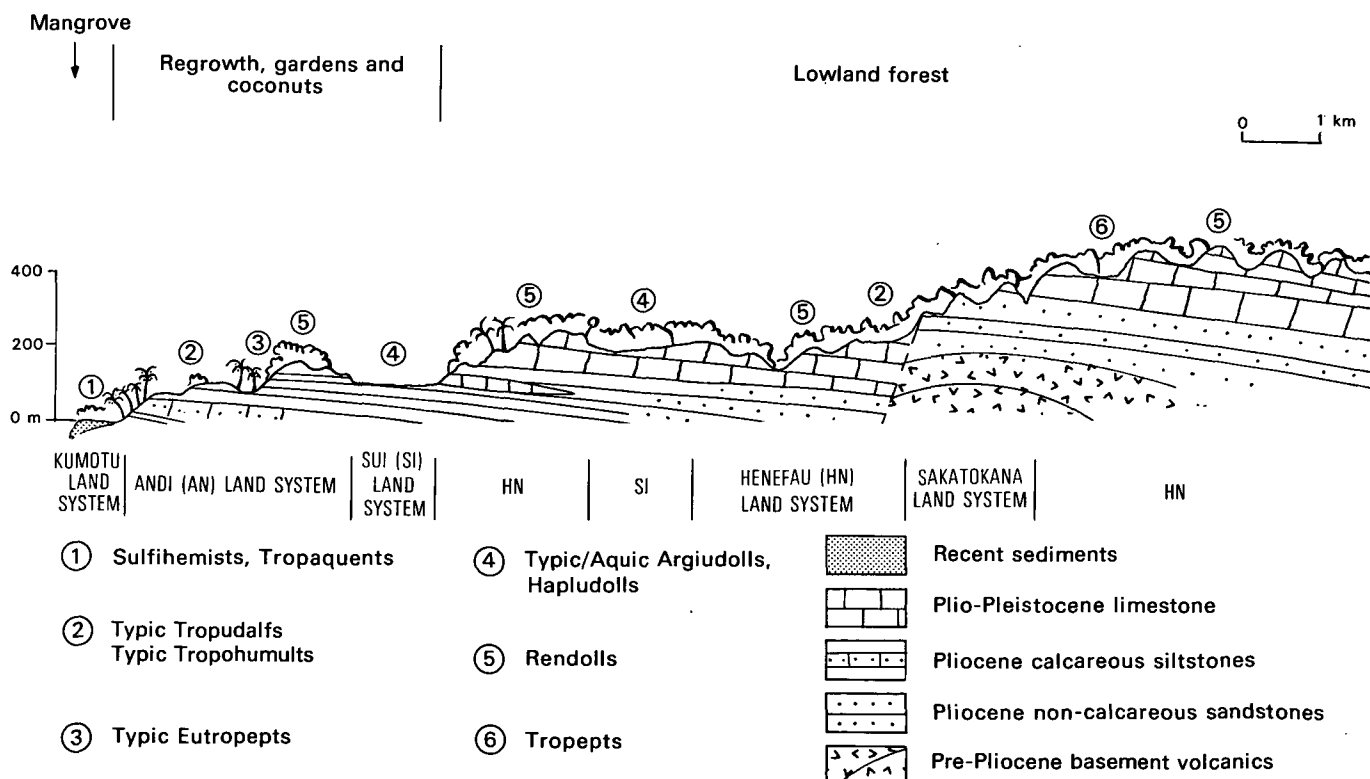 Mangrove
Regrowth, gardens and
coconuts
Lowland forest
0 1 km
6 5
400
5 4 2
5
200
3 5
2 4
1
0 m
KUMOTU
LAND
SYSTEM
ANDI (AN) LAND SYSTEM
SUI (SI)
LAND
SYSTEM
HN
SI
HENEFAU (HN)
LAND SYSTEM
SAKATOKANA
LAND SYSTEM
HN
1 Sulfihemists, Tropaquents
2 Typic Tropudalfs
Typic Tropohumults
3 Typic Eutropepts
4 Typic/Aquic Argiudolls,
Hapludolls
5 Rendolls
6 Tropepts
Recent sediments
Plio-Pleistocene limestone
Pliocene calcareous siltstones
Pliocene non-calcareous sandstones
Pre-Pliocene basement volcanics